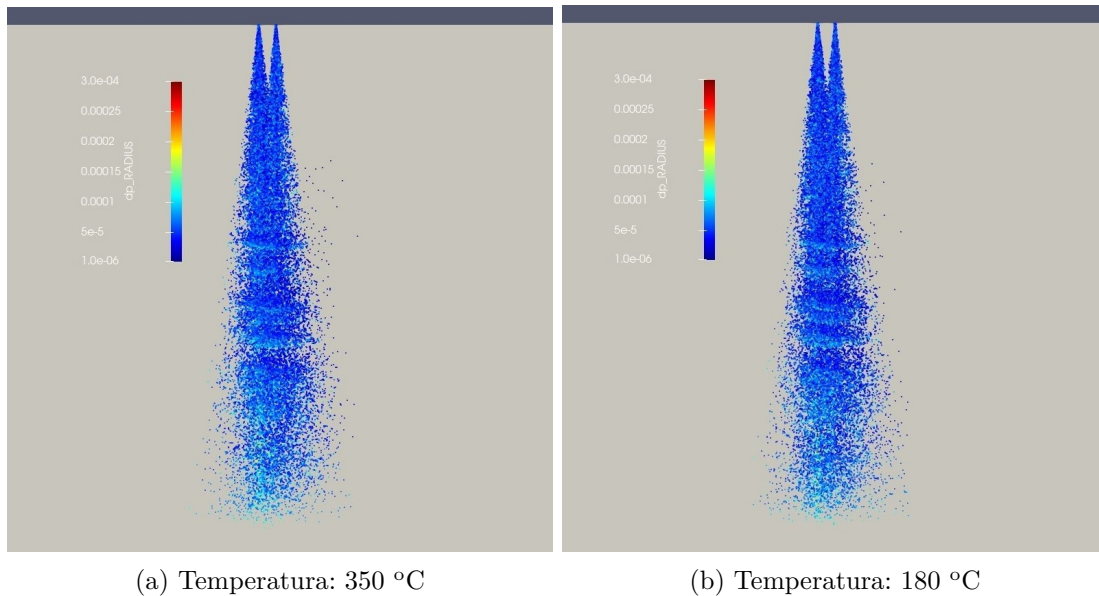 3.0e-04
0.00025
0.0002
0.00015
0.0001
5e-5
1.0e-06
dp_RADIUS
3.0e-04
0.00025
0.0002
0.00015
0.0001
5e-5
1.0e-06
dp_RADIUS
(a) Temperatura: 350 ºC
(b) Temperatura: 180 ºC